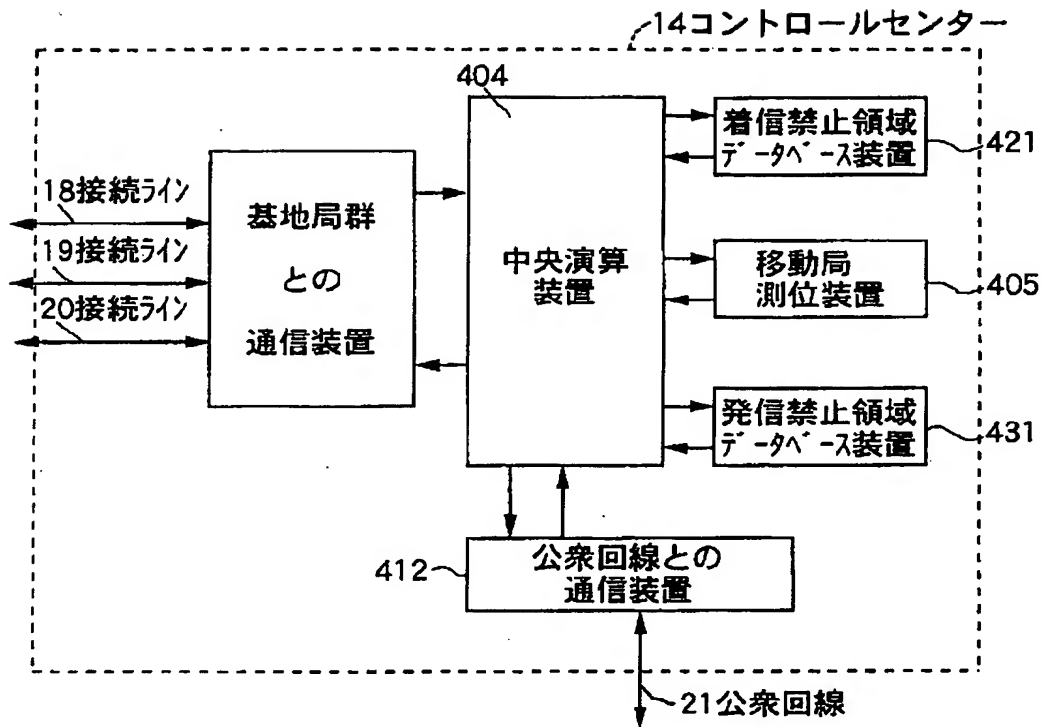 14コントロールセンター
404
着信禁止領域
データベース装置
421
18接続ライン
19接続ライン
20接続ライン
基地局群
との
通信装置
中央演算
装置
移動局
測位装置
405
発信禁止領域
データベース装置
431
412
公衆回線との
通信装置
21公衆回線